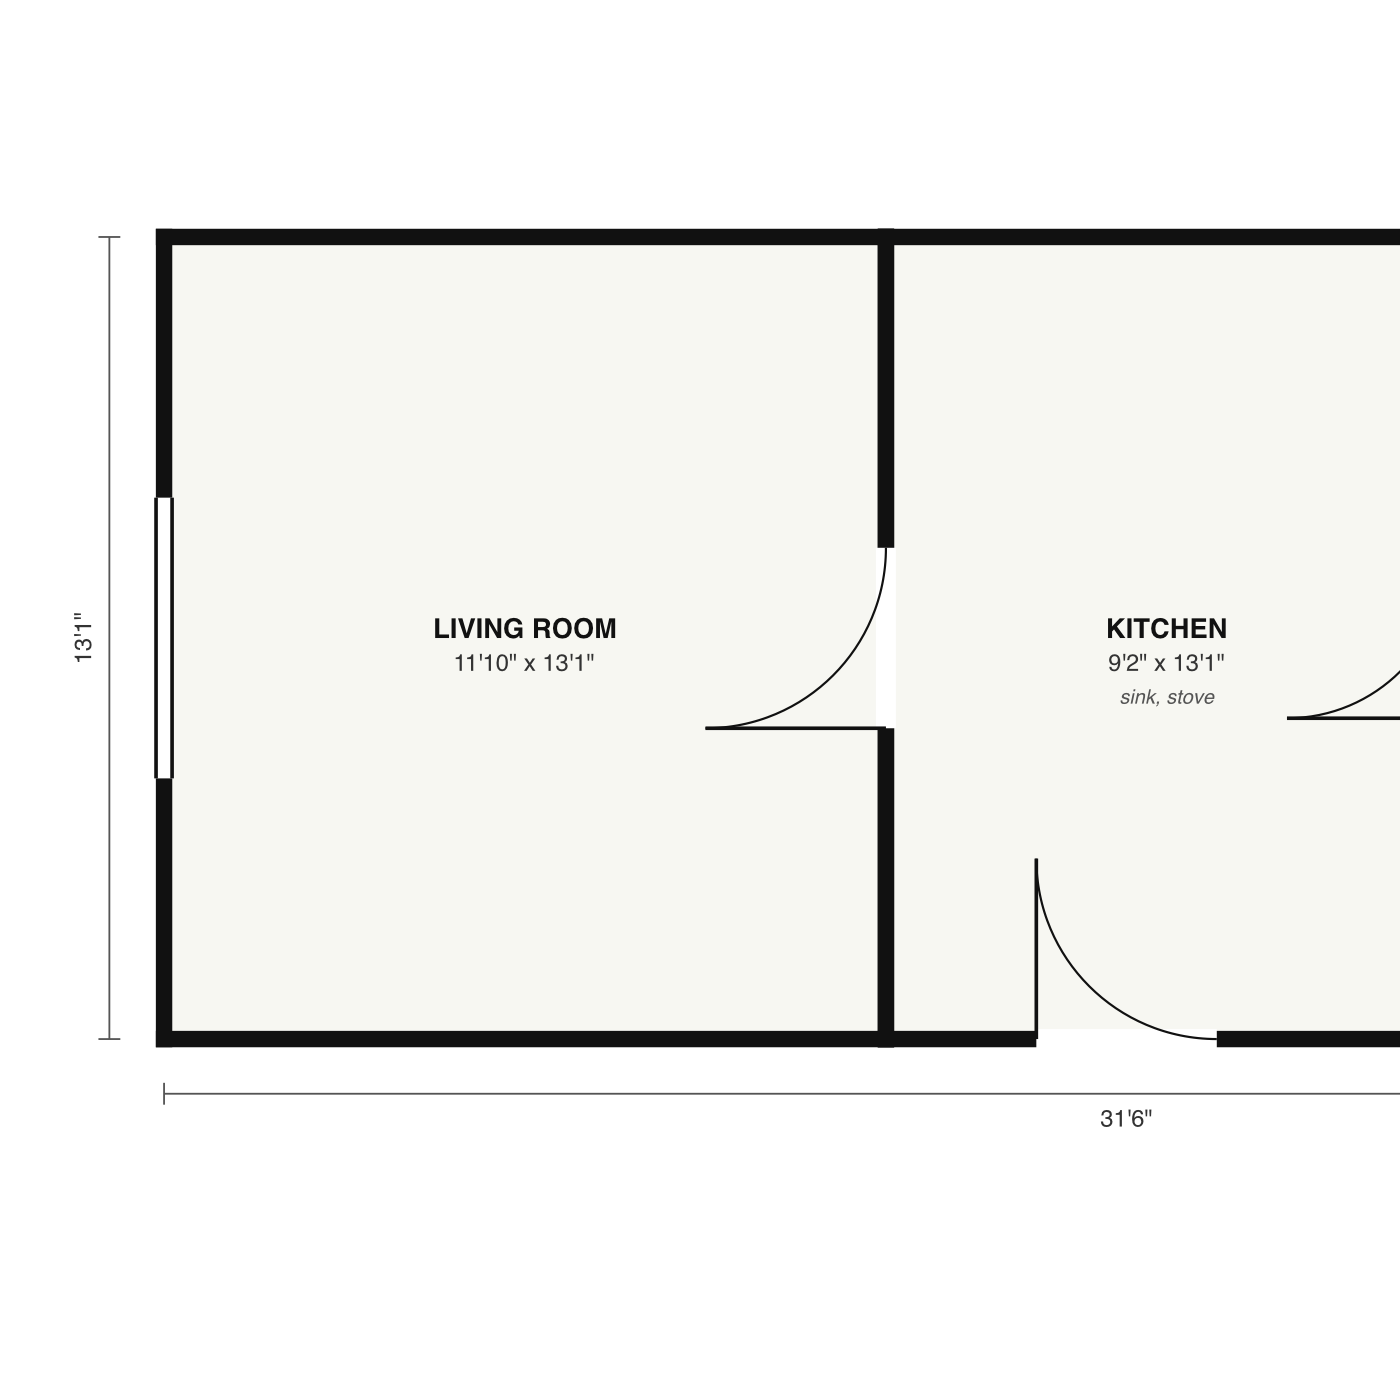 LIVING ROOM
11'10" x 13'1"
KITCHEN
9'2" x 13'1"
sink, stove
13'1"
31'6"